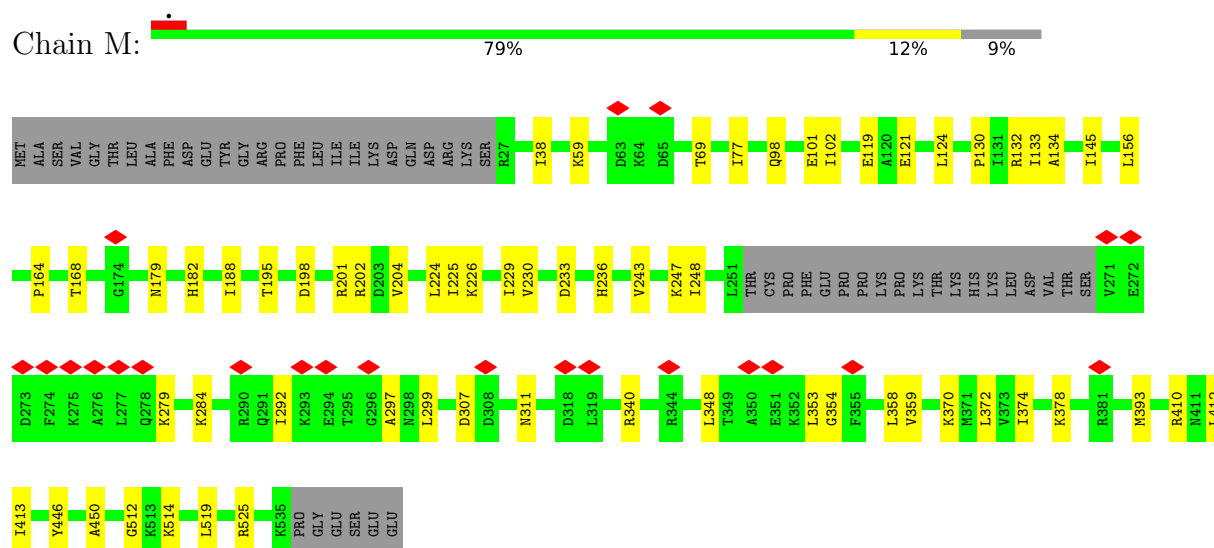 Chain M:
79% 12% 9%
MET ALA SER VAL GLY THR LEU ALA PHE ASP GLU TYR GLY ARG PRO PHE LEU ILE ILE LYS ASP GLN ASP ARG LYS SER R27 I38 K59 D63 K64 D65 T69 I77 Q98 E101 I102 E119 A120 E121 L124 P130 I131 R132 I133 A134 I145 L156
P164 T168 G174 N179 H182 I188 T195 D198 R201 R202 D203 V204 L224 I225 K226 I229 V230 D233 H236 V243 K247 I248 L251 THR CYS PRO PHE GLU PRO PRO LYS PRO LYS THR LYS HIS LYS LEU ASP VAL THR SER V271 E272
D273 F274 K275 A276 L277 Q278 K279 K284 R290 Q291 I292 K293 E294 T295 G296 A297 N298 L299 D307 D308 N311 D318 L319 R340 R344 L348 T349 A350 E351 K352 L353 G354 F355 L358 V359 K370 M371 L372 V373 I374 K378 R381 M393 R410 N411
I413 Y446 A450 G512 K513 K514 L519 R525 K535 PRO GLY GLU SER GLU GLU